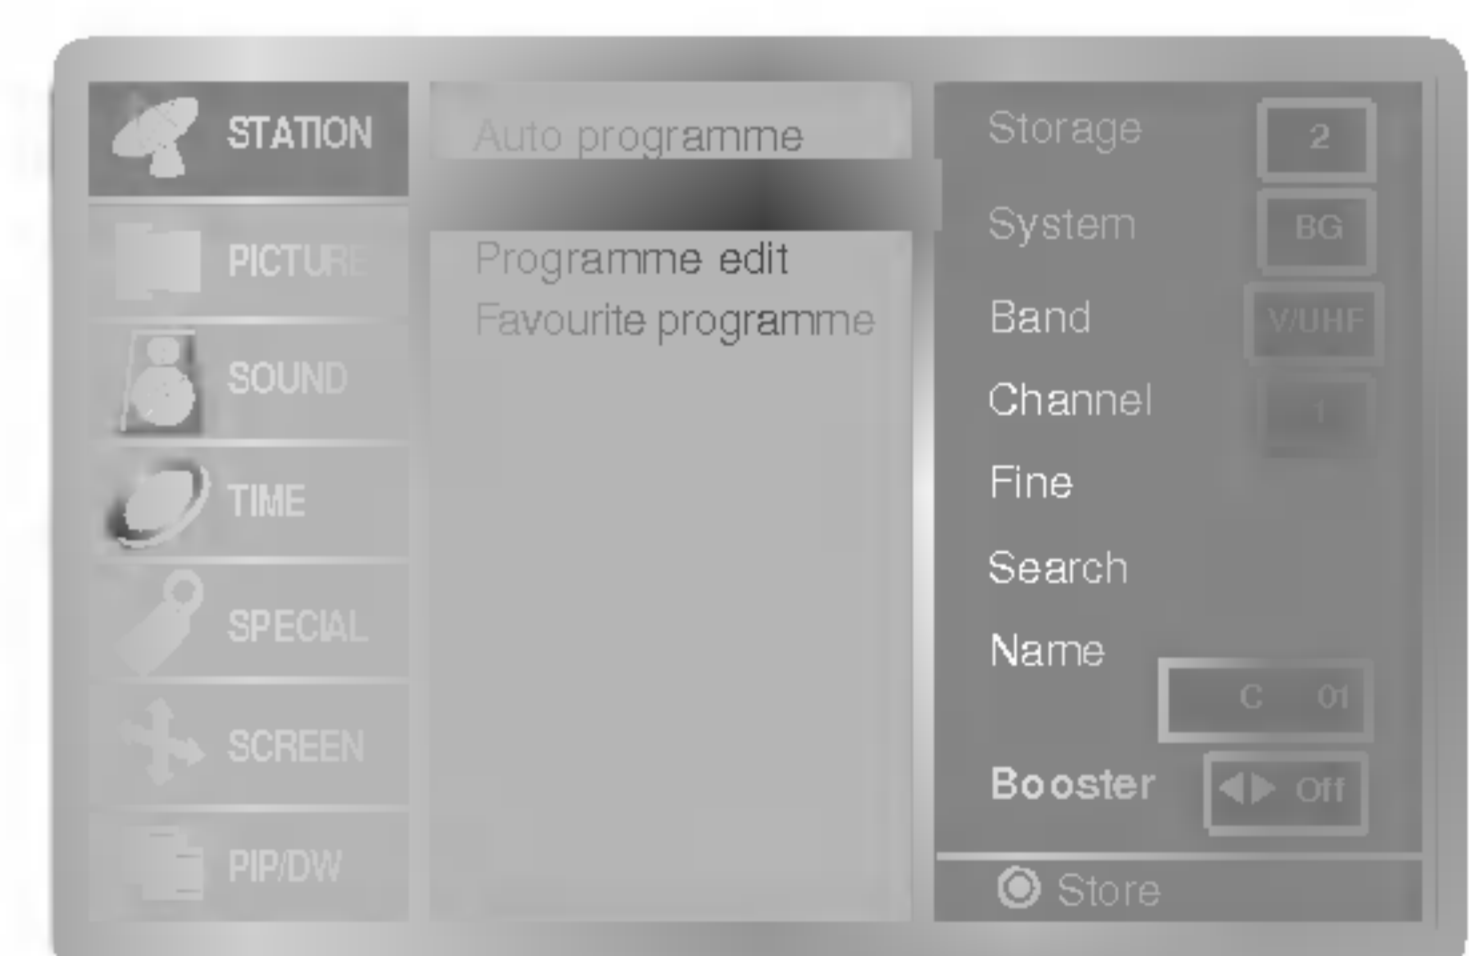 STATION
PICTURE
SOUND
TIME
SPECIAL
SCREEN
PIP/DW
Auto programme
Programme edit
Favourite programme
Storage 2
System BG
Band V/UHF
Channel 1
Fine
Search
Name
C 01
Booster ◀▶ Off
Store